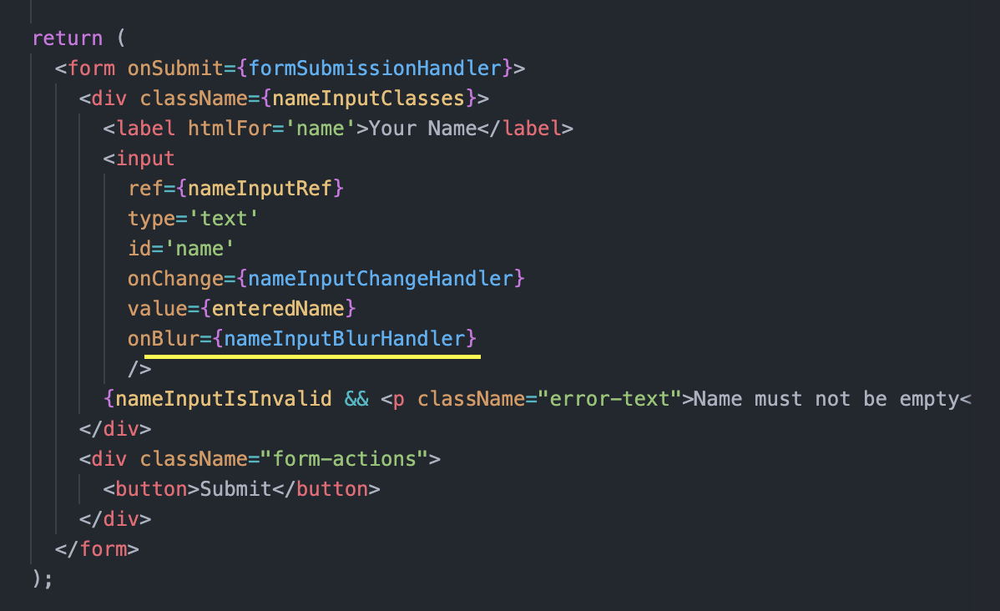 return (
<form onSubmit={formSubmissionHandler}>
<div className={nameInputClasses}>
<label htmlFor='name'>Your Name</label>
<input
ref={nameInputRef}
type='text'
id='name'
onChange={nameInputChangeHandler}
value={enteredName}
onBlur={nameInputBlurHandler}
/>
{nameInputIsInvalid && <p className="error-text">Name must not be empty<
</div>
<div className="form-actions">
<button>Submit</button>
</div>
</form>
);